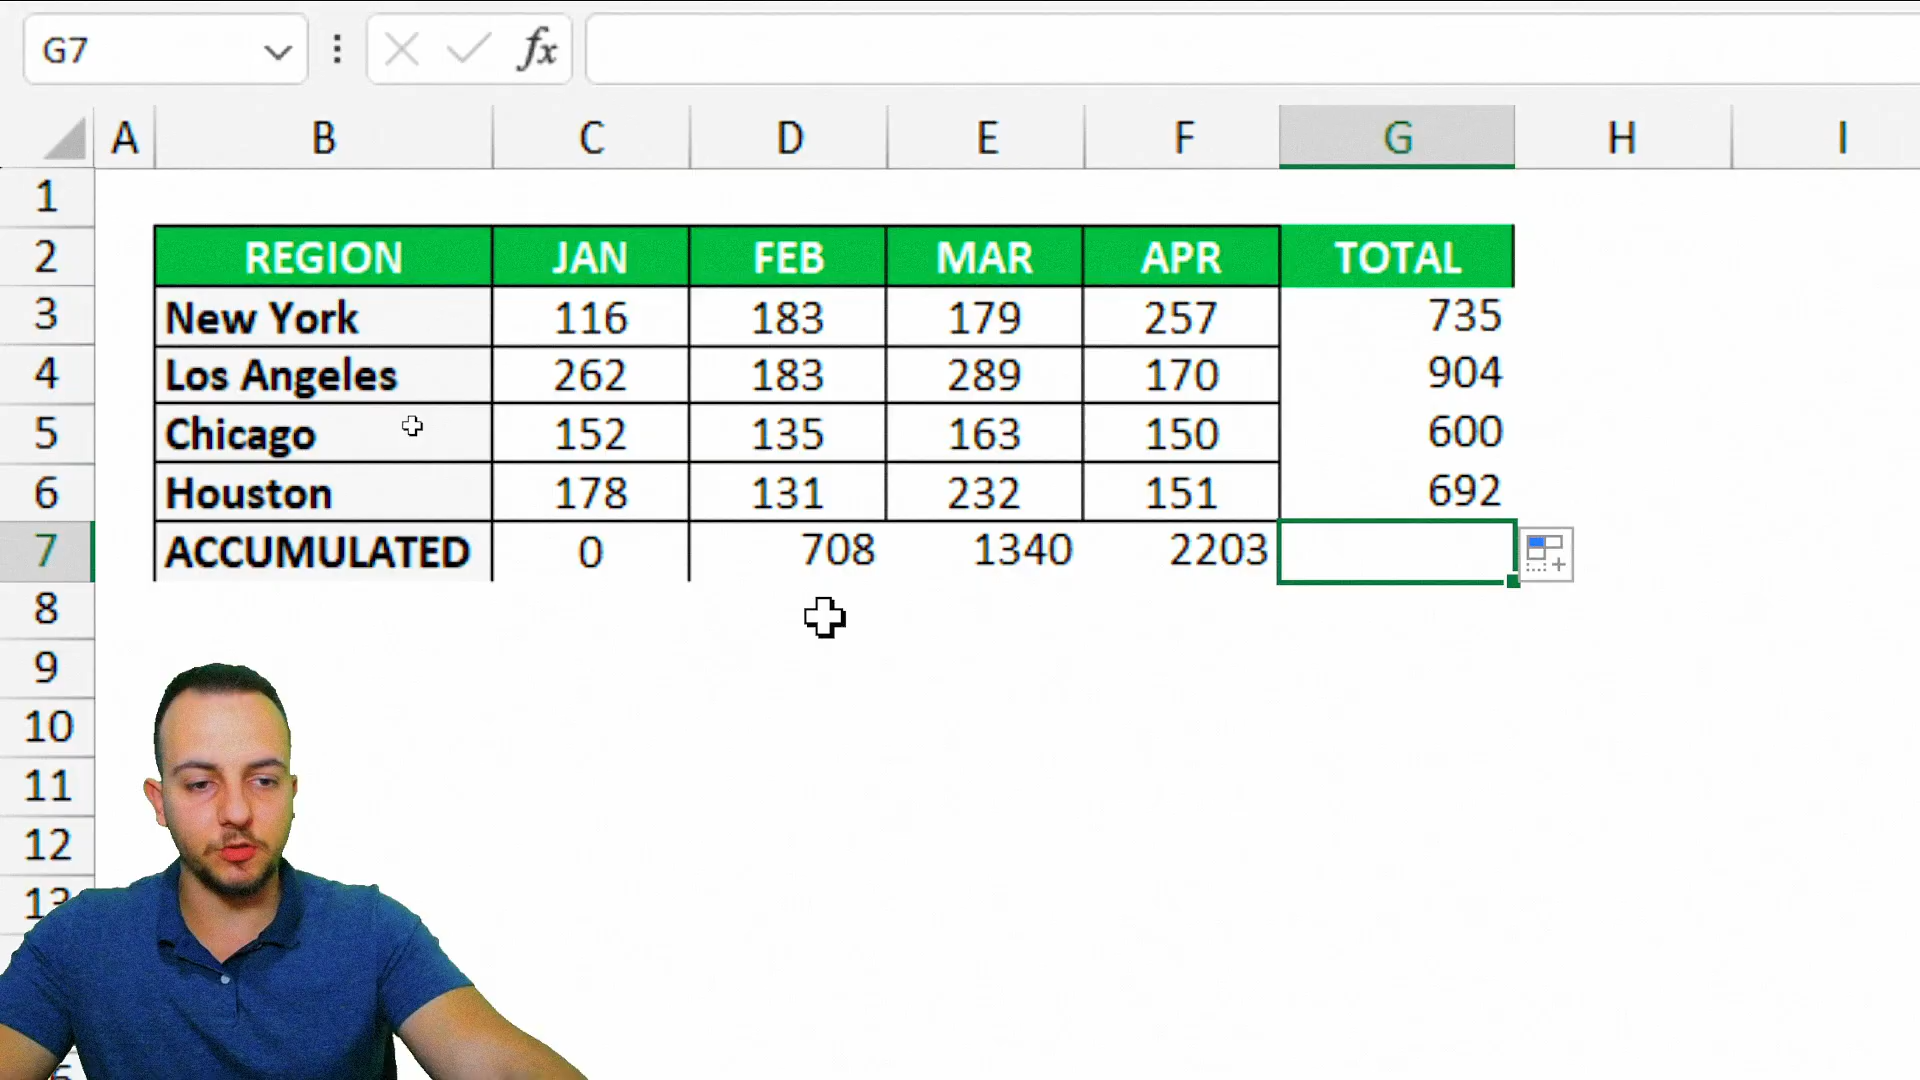 G7 fx
A B C D E F G H I
1
2 REGION JAN FEB MAR APR TOTAL
3 New York 116 183 179 257 735
4 Los Angeles 262 183 289 170 904
5 Chicago 152 135 163 150 600
6 Houston 178 131 232 151 692
7 ACCUMULATED 0 708 1340 2203
8
9
10
11
12
13